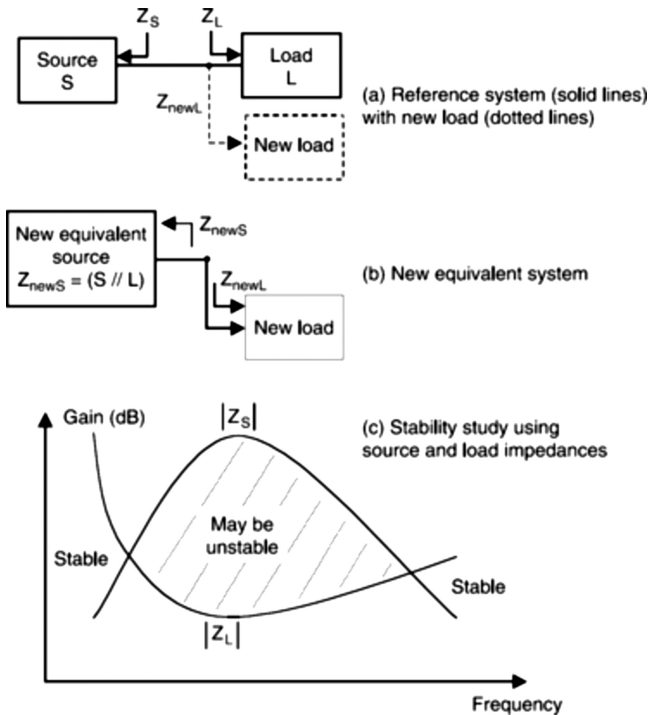 Z_S
Z_L
Source
S
Load
L
Z_newL
New load
(a) Reference system (solid lines)
with new load (dotted lines)
New equivalent
source
Z_newS = (S // L)
Z_newS
Z_newL
New load
(b) New equivalent system
Gain (dB)
|Z_S|
(c) Stability study using
source and load impedances
May be
unstable
Stable
Stable
|Z_L|
Frequency